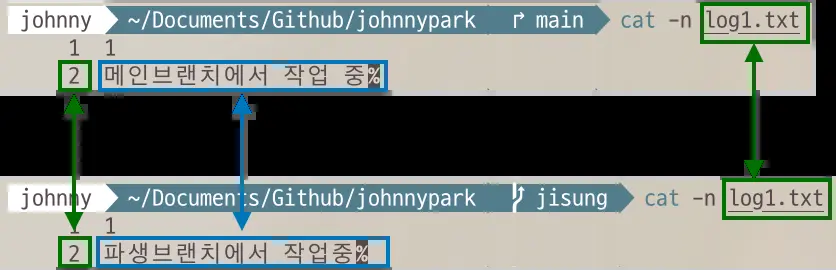 johnny ~/Documents/Github/johnnypark main cat -n log1.txt
1 1
2 메인브랜치에서 작업 중%
johnny ~/Documents/Github/johnnypark jisung cat -n log1.txt
1 1
2 파생브랜치에서 작업중%